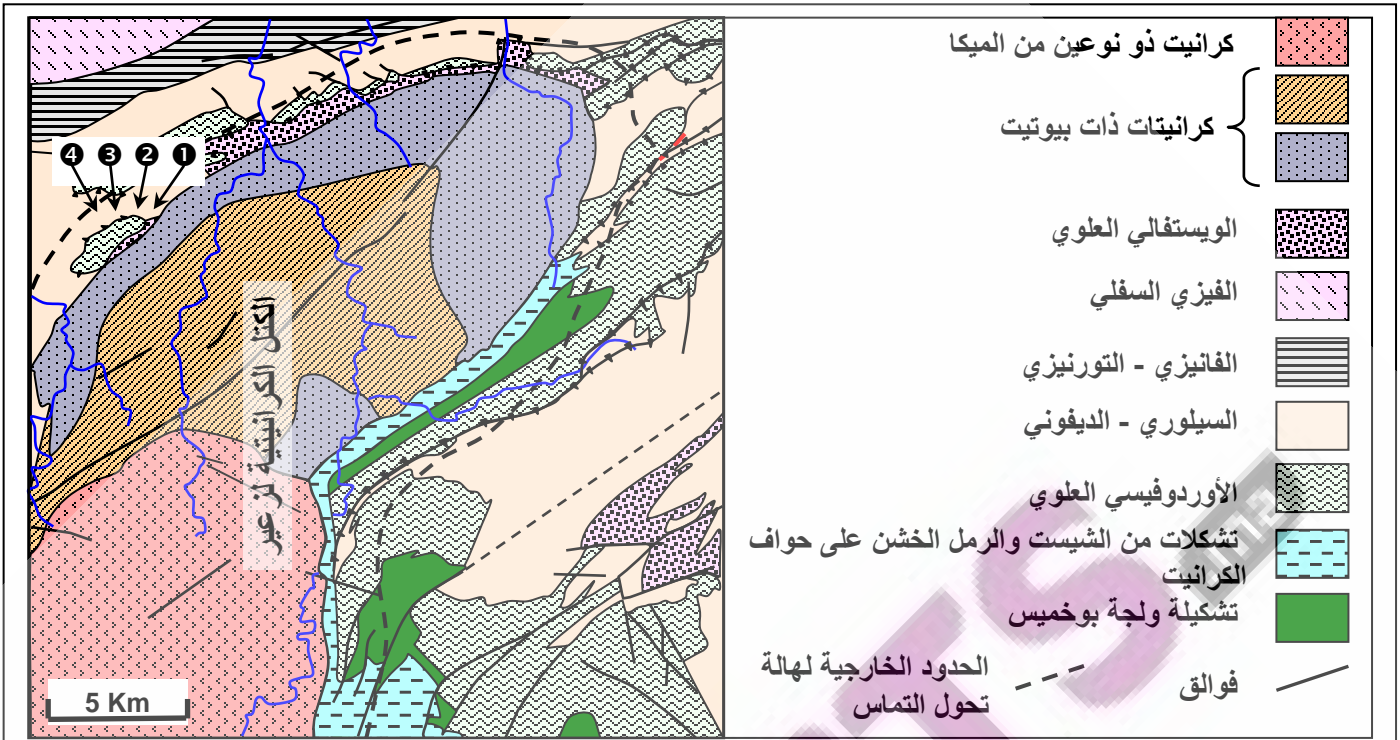 كرانيت ذو نوعين من الميكا
كرانيتات ذات بيوتيت
الويستفالي العلوي
الفيزي السفلي
الفانيزي - التورنيزي
السيلوري - الديفوني
الأوردوفيسي العلوي
تشكلات من الشيست والرمل الخشن على حواف
الكرانيت
تشكيلة ولجة بوخميس
فوالق
الحدود الخارجية لهالة
تحول التماس
❹ ❸ ❷ ❶
الكتل الكرانيتية لزعير
5 Km